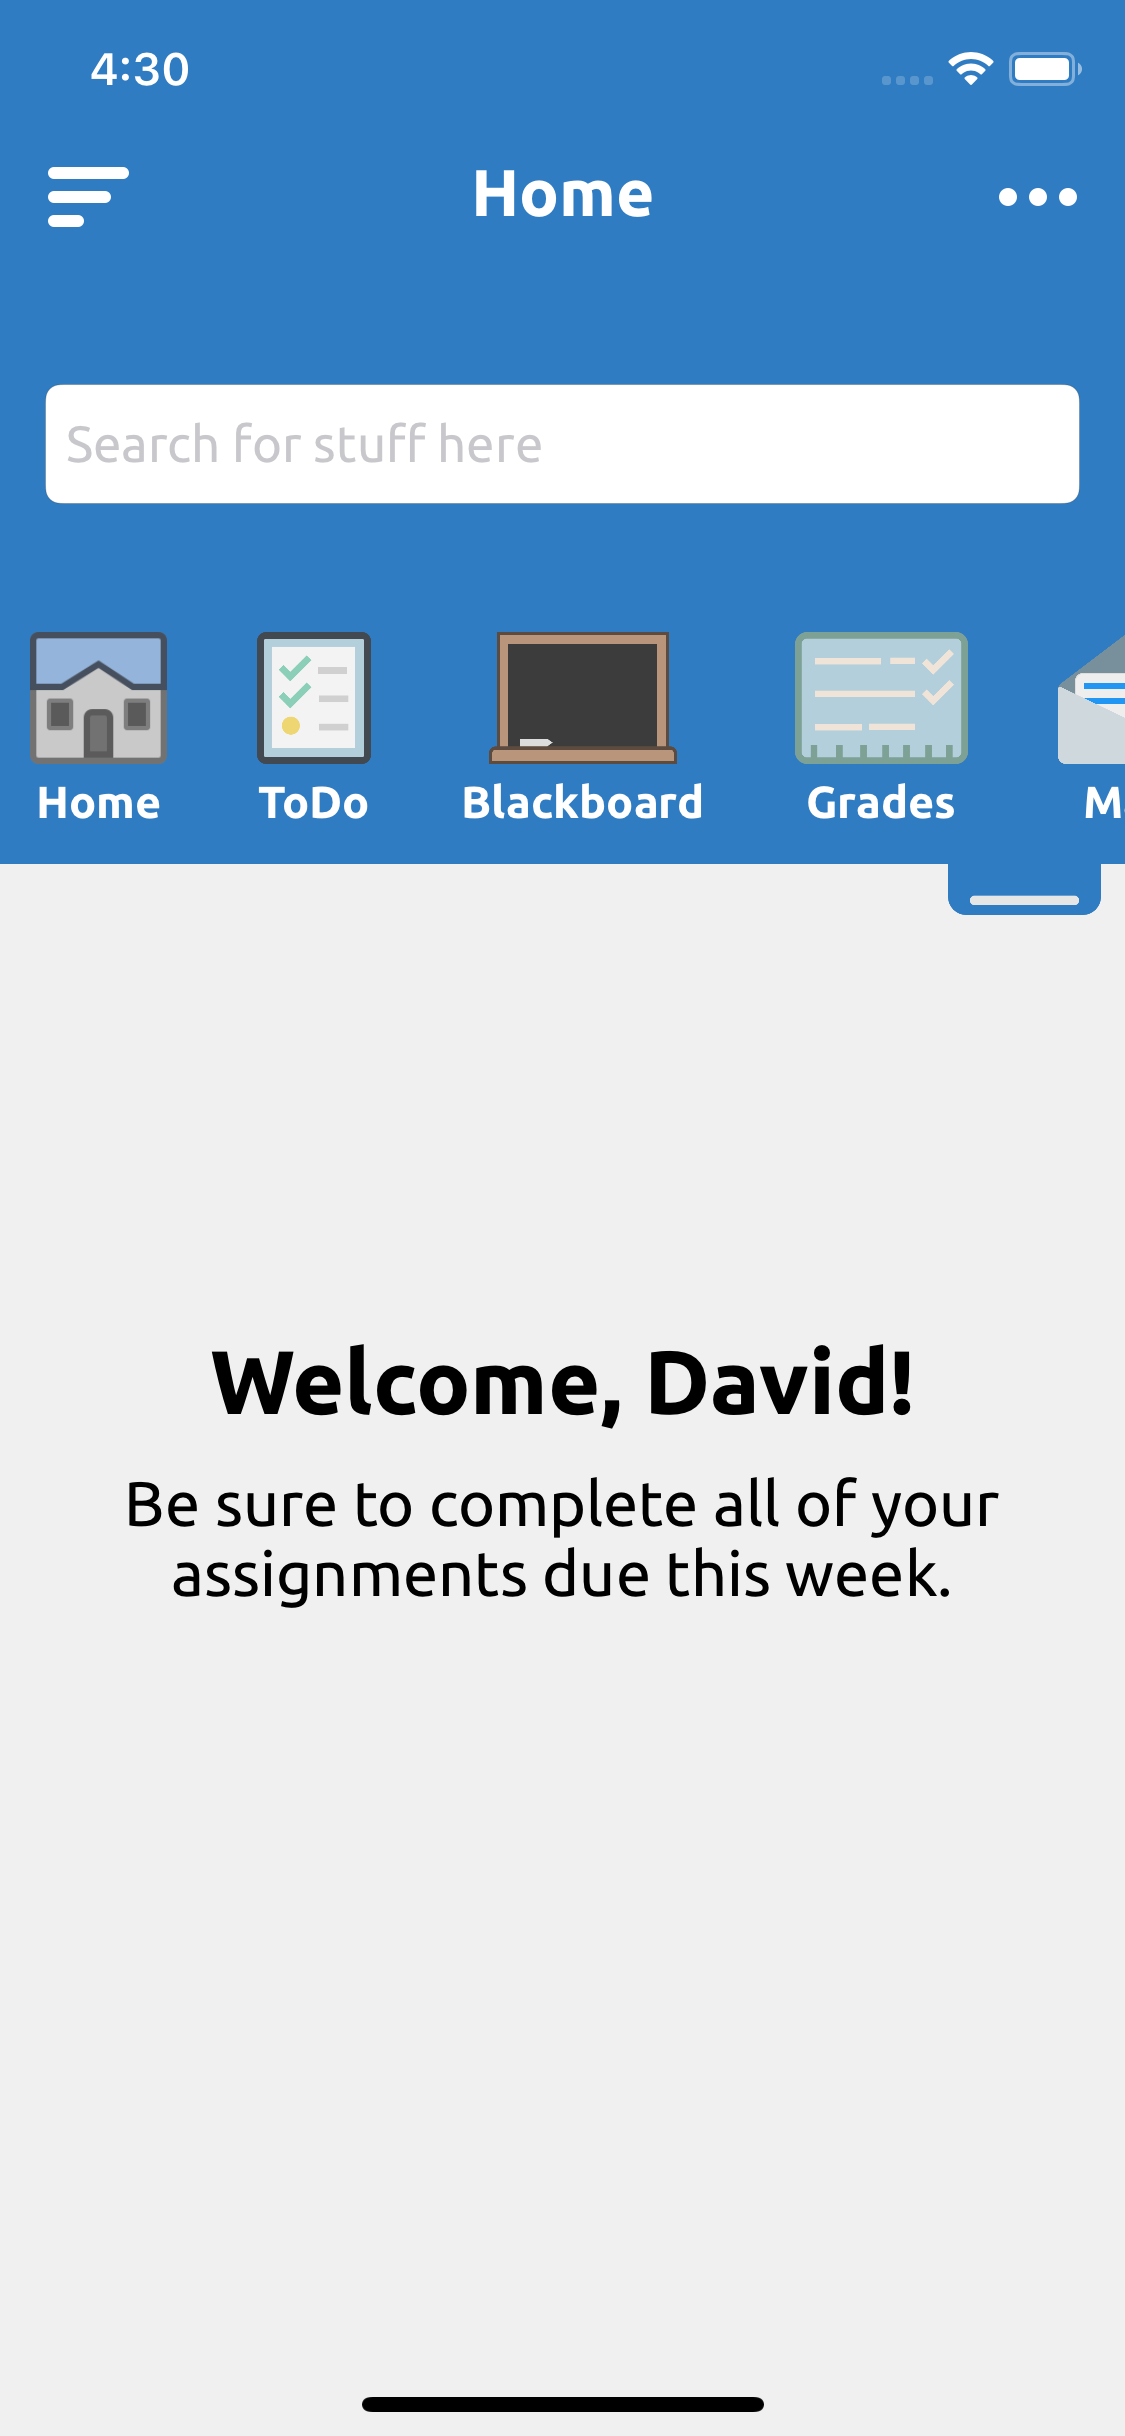 4:30
Home
Search for stuff here
Home
ToDo
Blackboard
Grades
Welcome, David!
Be sure to complete all of your
assignments due this week.